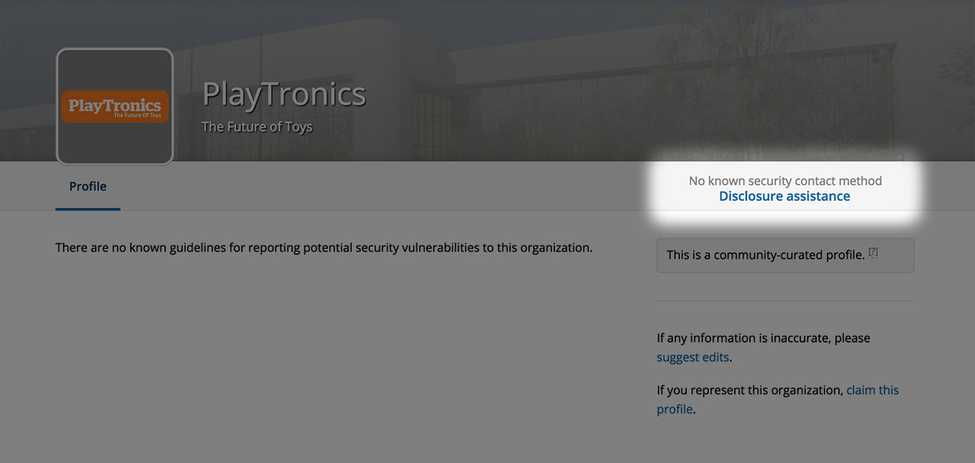 PlayTronics
The Future Of Toys
PlayTronics
The Future of Toys
Profile
No known security contact method
Disclosure assistance
There are no known guidelines for reporting potential security vulnerabilities to this organization.
This is a community-curated profile. [?]
If any information is inaccurate, please
suggest edits.
If you represent this organization, claim this
profile.